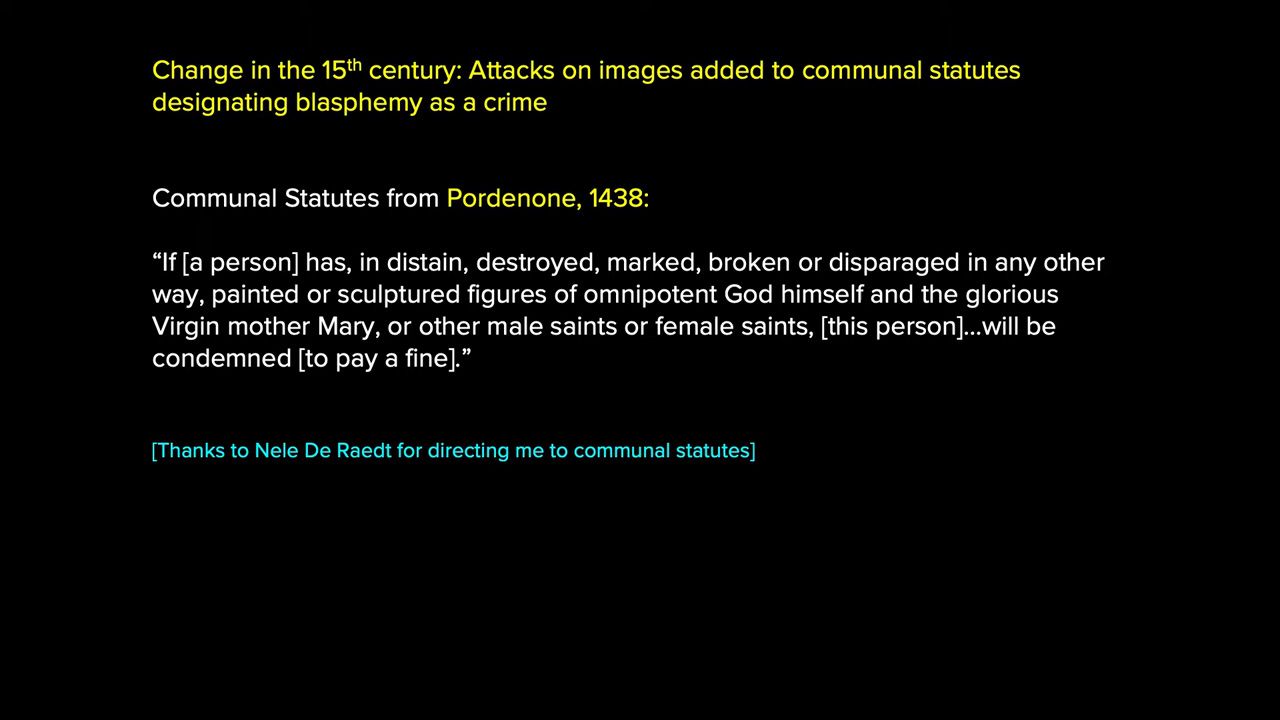 Change in the 15th century: Attacks on images added to communal statutes
designating blasphemy as a crime
Communal Statutes from Pordenone, 1438:
“If [a person] has, in distain, destroyed, marked, broken or disparaged in any other
way, painted or sculptured figures of omnipotent God himself and the glorious
Virgin mother Mary, or other male saints or female saints, [this person]...will be
condemned [to pay a fine].”
[Thanks to Nele De Raedt for directing me to communal statutes]